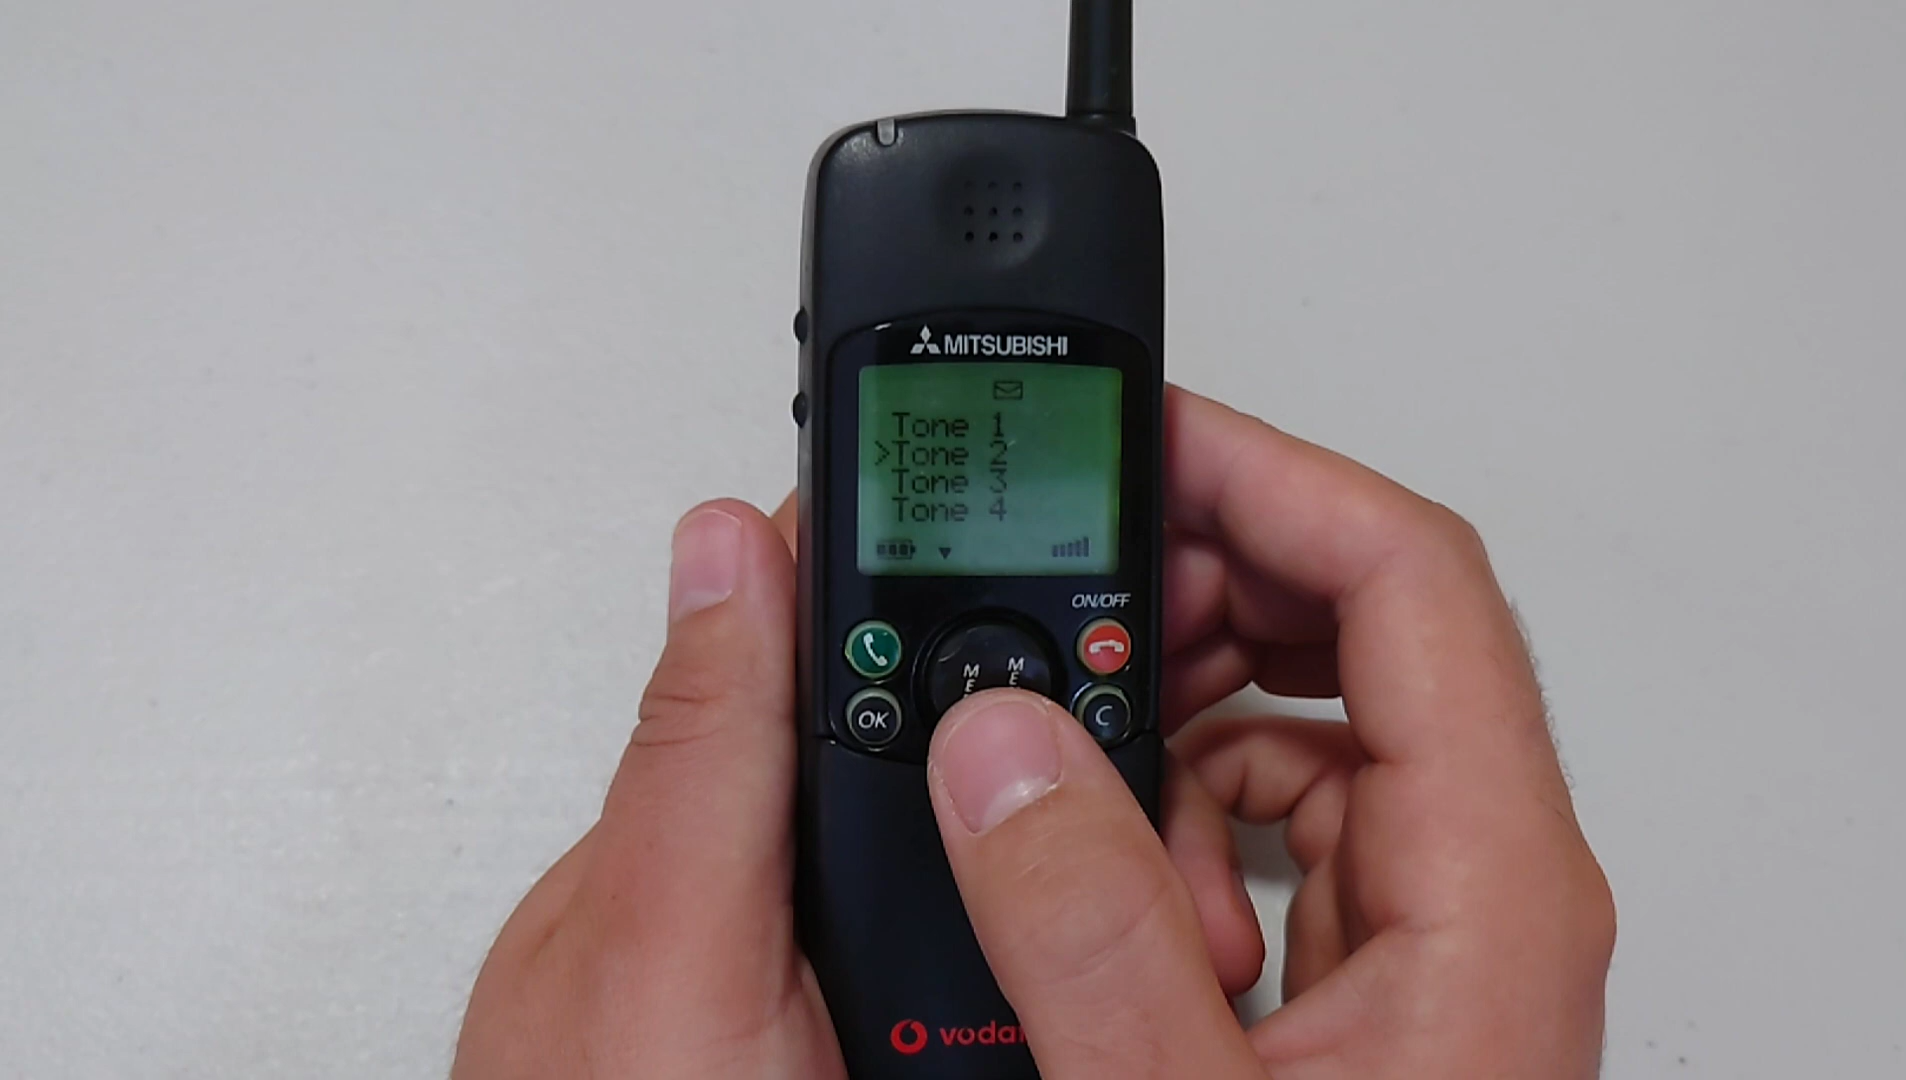 MITSUBISHI
Tone 1
>Tone 2
Tone 3
Tone 4
ON/OFF
OK
C